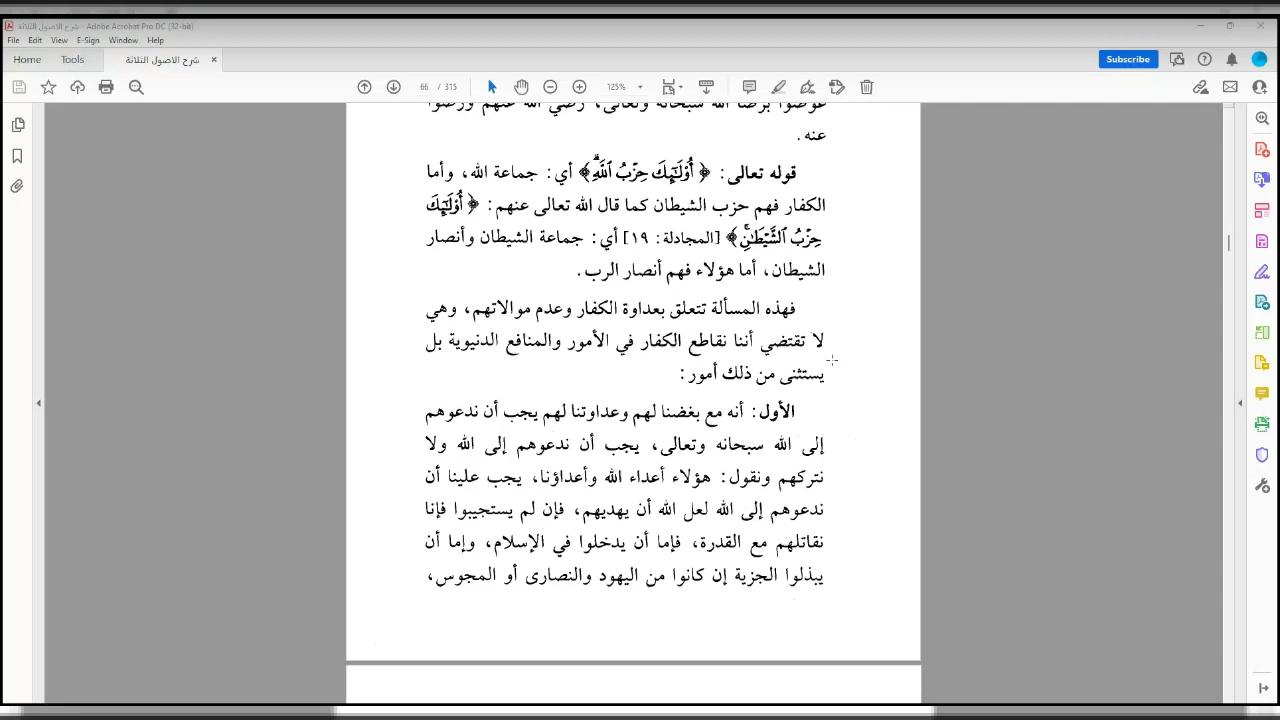 شرح الاصول الثلاثة - Adobe Acrobat Pro DC (32-bit)
File Edit View E-Sign Window Help
Home Tools شرح الاصول الثلاثة × Subscribe
66 / 315 125%
عوضوا برضا الله سبحانه وتعالى، رضي الله عنهم ورضوا
عنه.
قوله تعالى: ﴿أُوْلَٰٓئِكَ حِزْبُ ٱللَّهِۚ﴾ أي: جماعة الله، وأما
الكفار فهم حزب الشيطان كما قال الله تعالى عنهم: ﴿أُوْلَٰٓئِكَ
حِزْبُ ٱلشَّيْطَٰنِۚ﴾ [المجادلة: ١٩] أي: جماعة الشيطان وأنصار
الشيطان، أما هؤلاء فهم أنصار الرب.
فهذه المسألة تتعلق بعداوة الكفار وعدم موالاتهم، وهي
لا تقتضي أننا نقاطع الكفار في الأمور والمنافع الدنيوية بل
يستثنى من ذلك أمور:
الأول: أنه مع بغضنا لهم وعداوتنا لهم يجب أن ندعوهم
إلى الله سبحانه وتعالى، يجب أن ندعوهم إلى الله ولا
نتركهم ونقول: هؤلاء أعداء الله وأعداؤنا، يجب علينا أن
ندعوهم إلى الله لعل الله أن يهديهم، فإن لم يستجيبوا فإنا
نقاتلهم مع القدرة، فإما أن يدخلوا في الإسلام، وإما أن
يبذلوا الجزية إن كانوا من اليهود والنصارى أو المجوس،